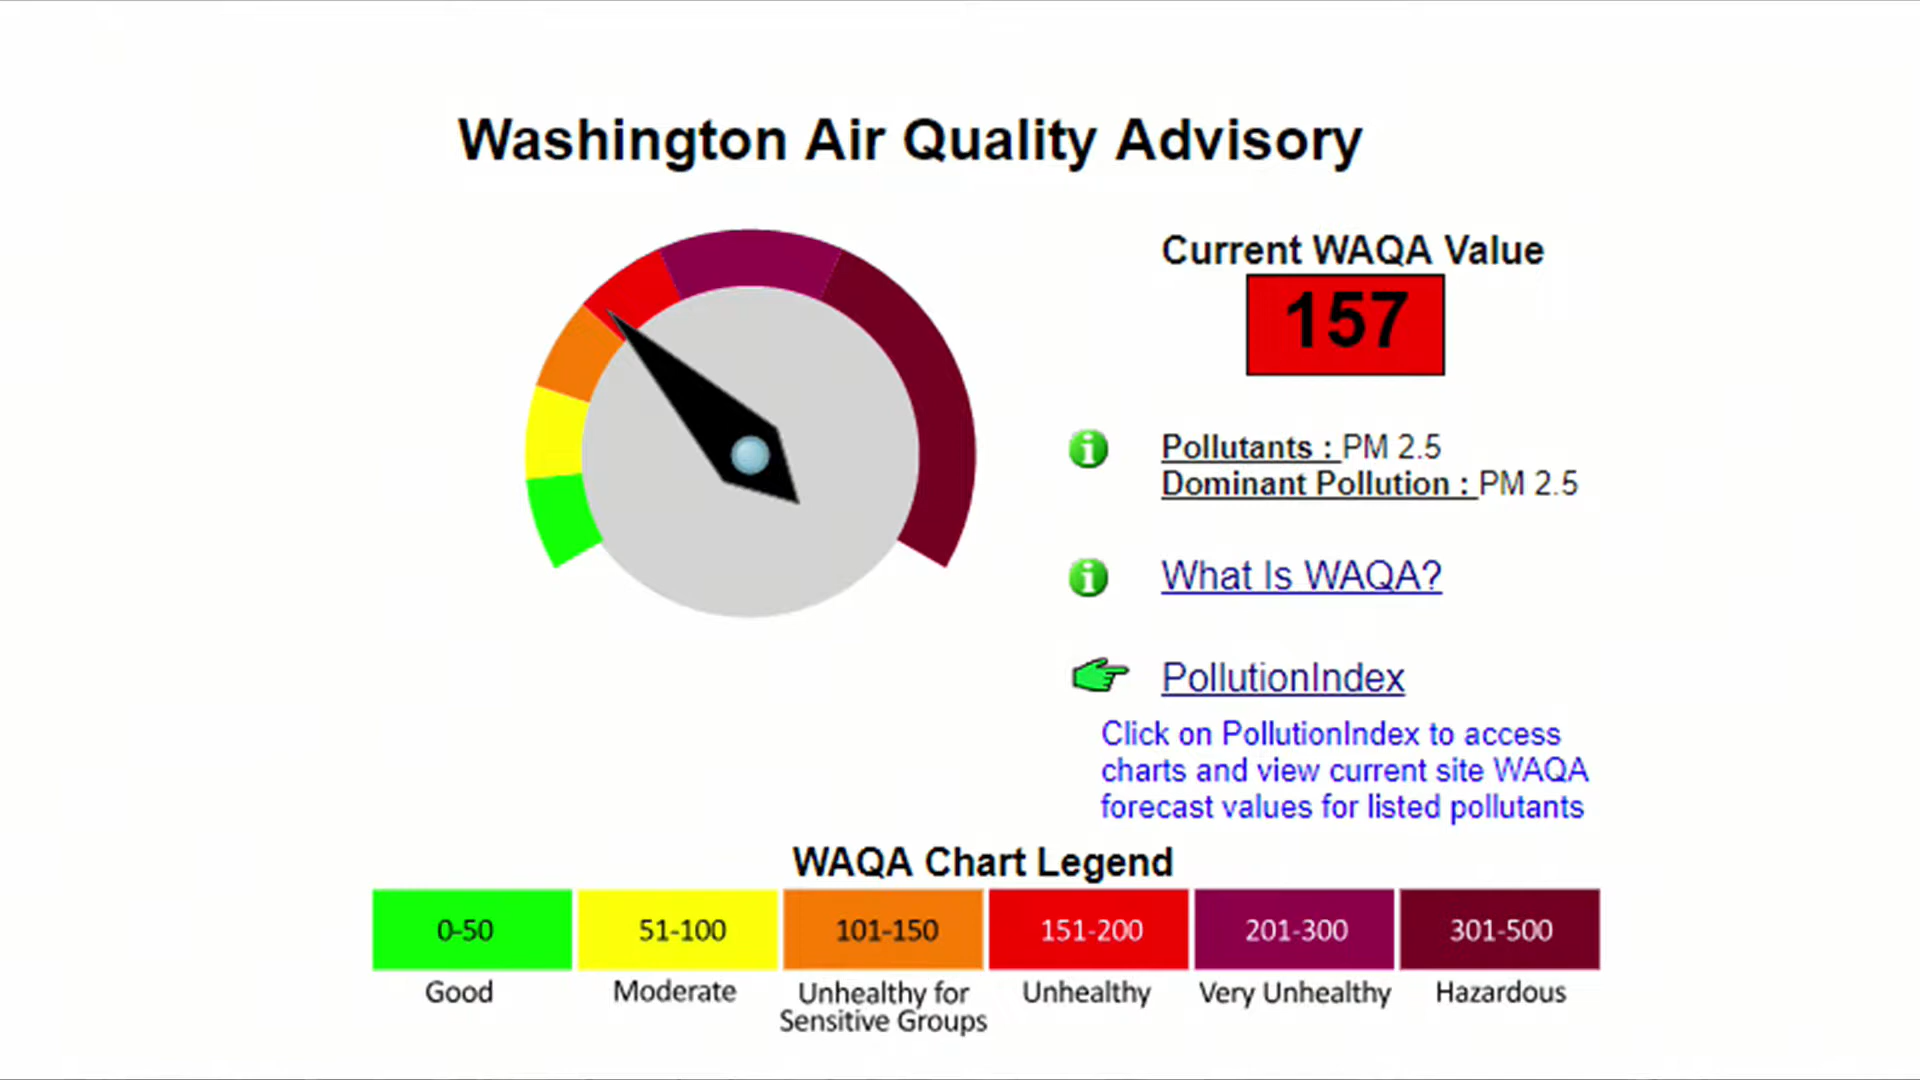 Washington Air Quality Advisory
Current WAQA Value
157
Pollutants : PM 2.5
Dominant Pollution : PM 2.5
What Is WAQA?
PollutionIndex
Click on PollutionIndex to access
charts and view current site WAQA
forecast values for listed pollutants
WAQA Chart Legend
0-50 51-100 101-150 151-200 201-300 301-500
Good Moderate Unhealthy for Unhealthy Very Unhealthy Hazardous
Sensitive Groups